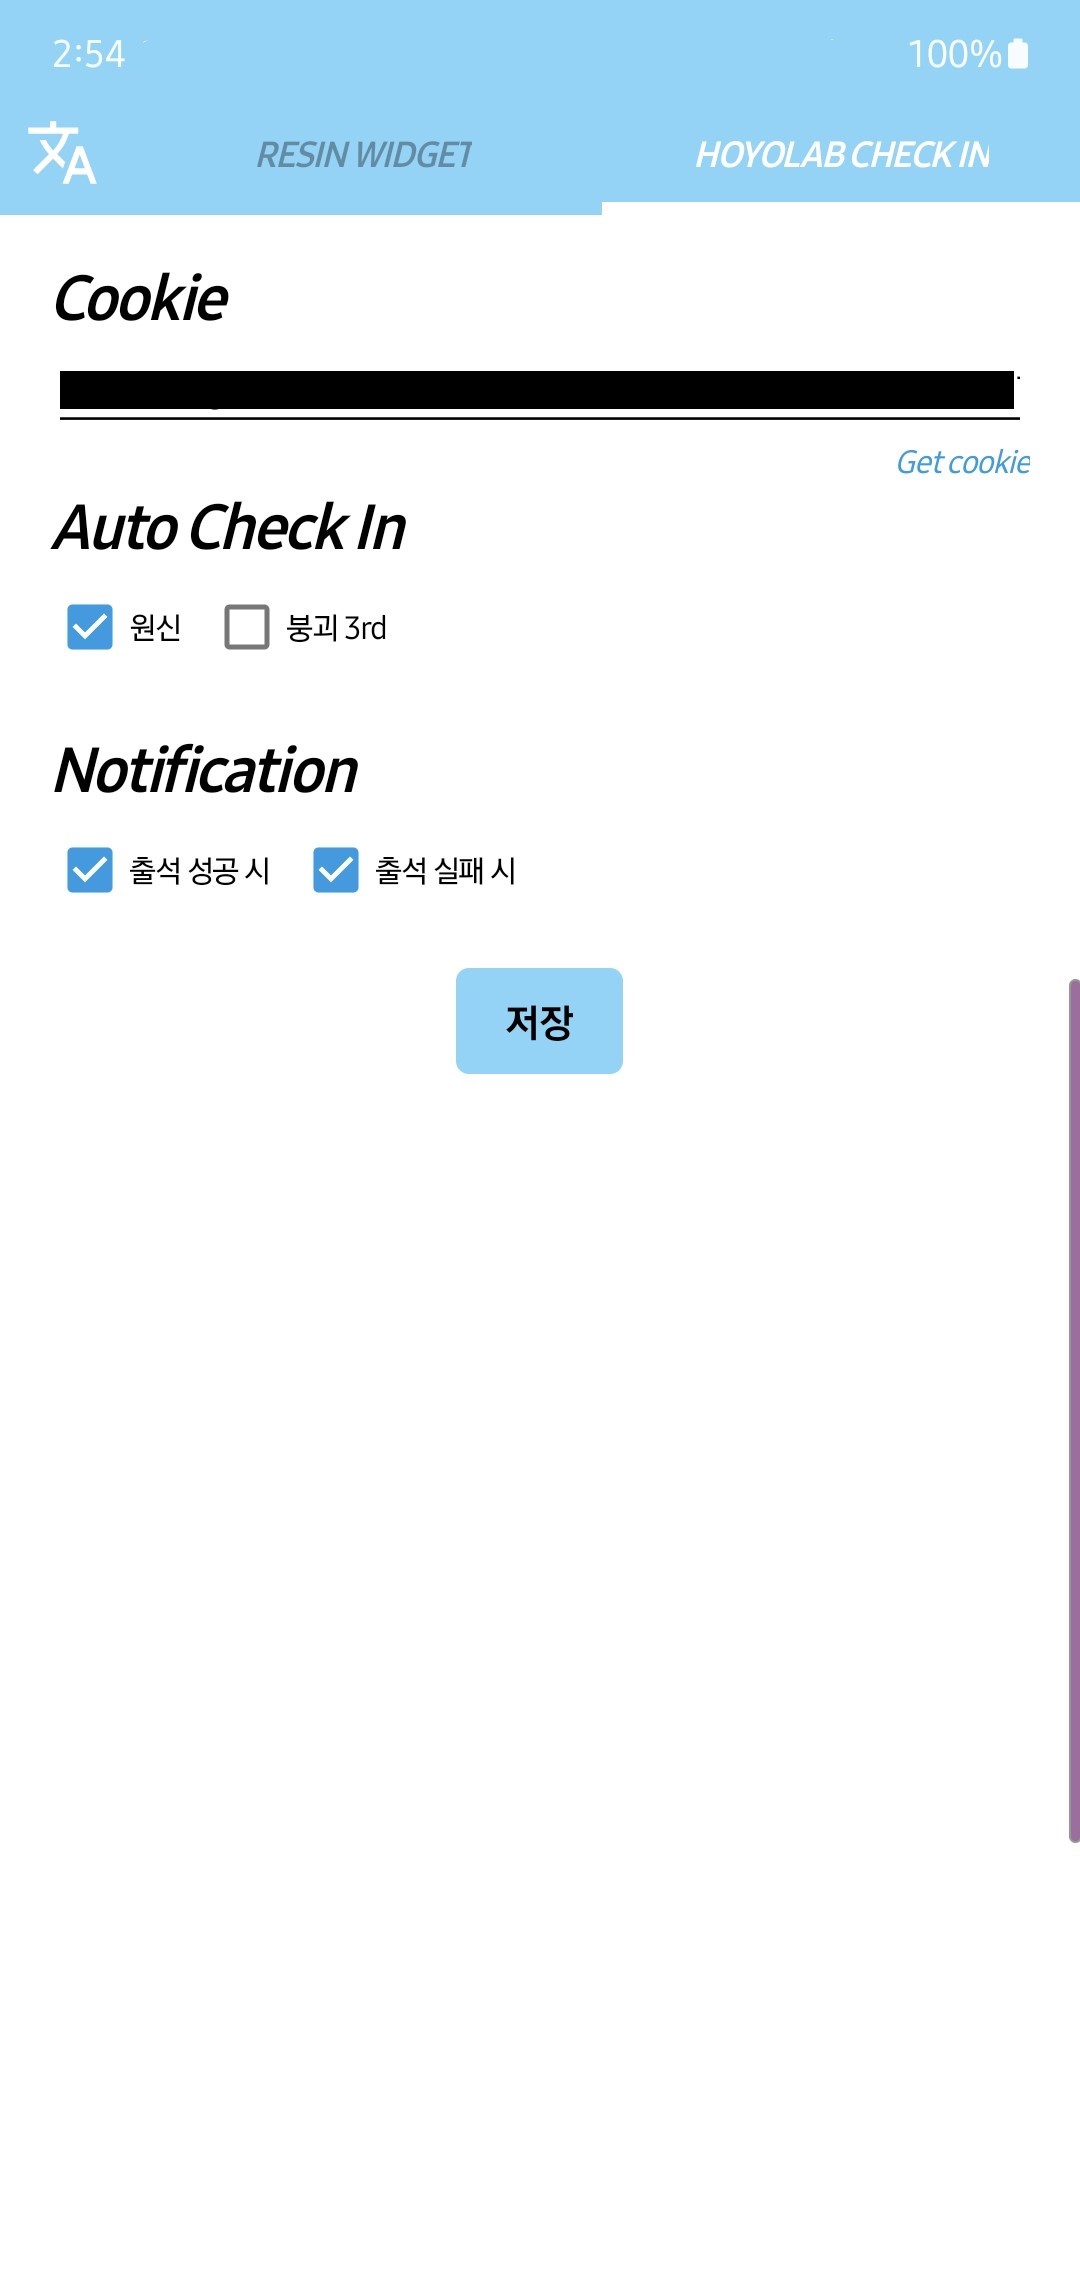 2:54 100%
RESIN WIDGET HOYOLAB CHECK IN
Cookie
Get cookie
Auto Check In
원신 붕괴 3rd
Notification
출석 성공 시 출석 실패 시
저장